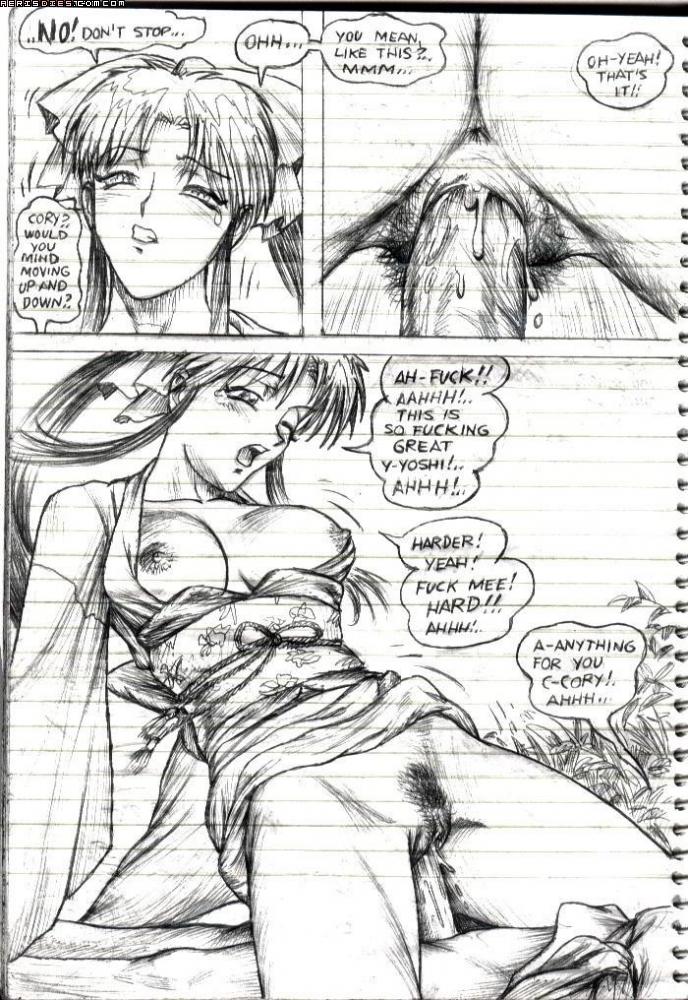 AERISDIES.COM.COM
..NO! DON'T STOP...
OHH...
CORY?
WOULD
YOU
MIND
MOVING
UP AND
DOWN?
YOU MEAN,
LIKE THIS?..
MMM...
OH-YEAH!
THAT'S
IT!!
AH-FUCK!!
AAHHH!..
THIS IS
SO FUCKING
GREAT
Y-YOSHI!..
AHHH!..
HARDER!
YEAH!
FUCK MEE!
HARD!!
AHHH!..
A-ANYTHING
FOR YOU
C-CORY!.
AHHH...